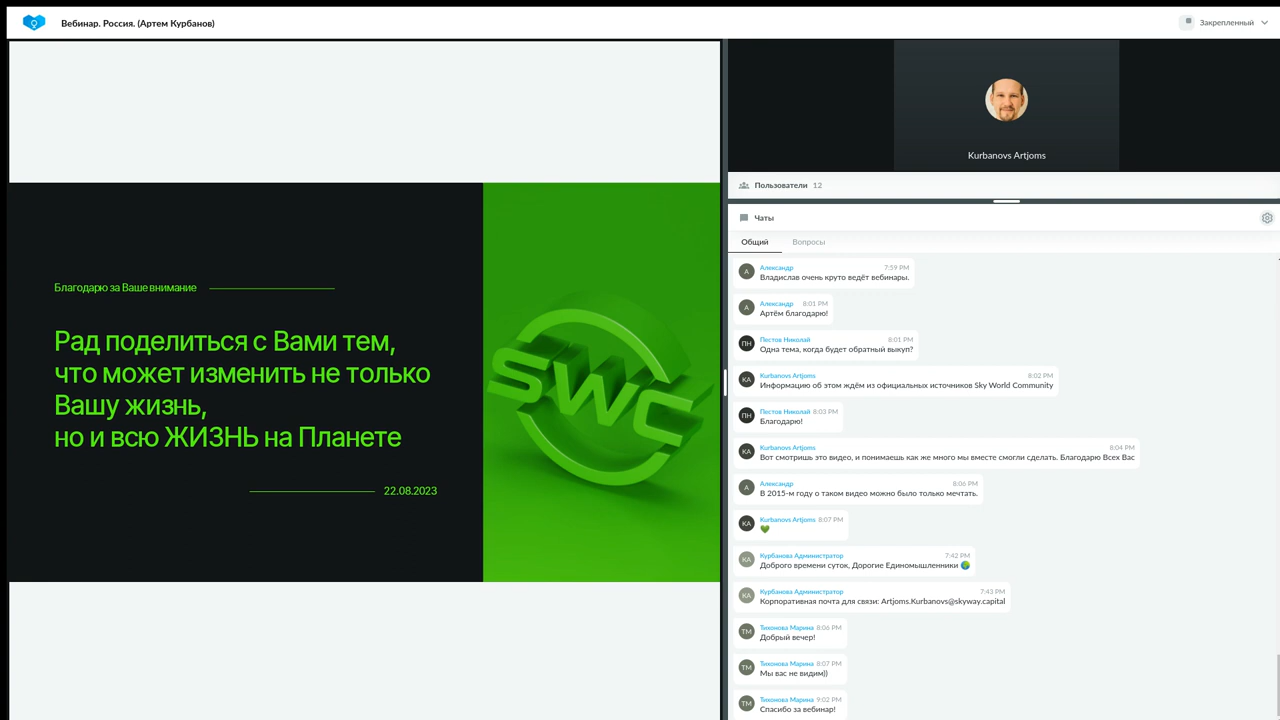 Вебинар. Россия. (Артем Курбанов)
Закрепленный
Благодарю за Ваше внимание
Рад поделиться с Вами тем,
что может изменить не только
Вашу жизнь,
но и всю ЖИЗНЬ на Планете
22.08.2023
SWC
Kurbanovs Artjoms
Пользователи 12
Чаты
Общий Вопросы
А Александр 7:59 PM
Владислав очень круто ведёт вебинары.
А Александр 8:01 PM
Артём благодарю!
ПН Пестов Николай 8:01 PM
Одна тема, когда будет обратный выкуп?
KA Kurbanovs Artjoms 8:02 PM
Информацию об этом ждём из официальных источников Sky World Community
ПН Пестов Николай 8:03 PM
Благодарю!
KA Kurbanovs Artjoms 8:04 PM
Вот смотришь это видео, и понимаешь как же много мы вместе смогли сделать. Благодарю Всех Вас
А Александр 8:06 PM
В 2015-м году о таком видео можно было только мечтать.
KA Kurbanovs Artjoms 8:07 PM
💚
КА Курбанова Администратор 7:42 PM
Доброго времени суток, Дорогие Единомышленники 🌍
КА Курбанова Администратор 7:43 PM
Корпоративная почта для связи: Artjoms.Kurbanovs@skyway.capital
ТМ Тихонова Марина 8:06 PM
Добрый вечер!
ТМ Тихонова Марина 8:07 PM
Мы вас не видим))
ТМ Тихонова Марина 9:02 PM
Спасибо за вебинар!